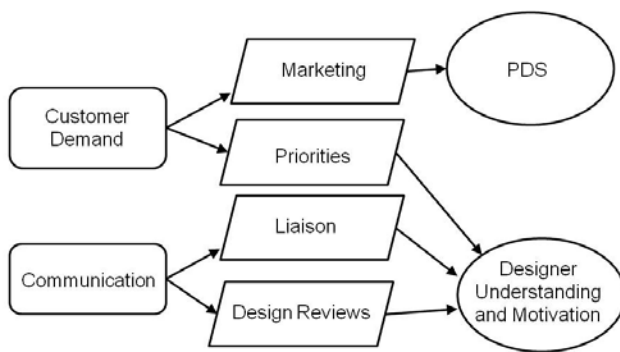 Marketing
PDS
Customer
Demand
Priorities
Liaison
Communication
Designer
Understanding
and Motivation
Design Reviews